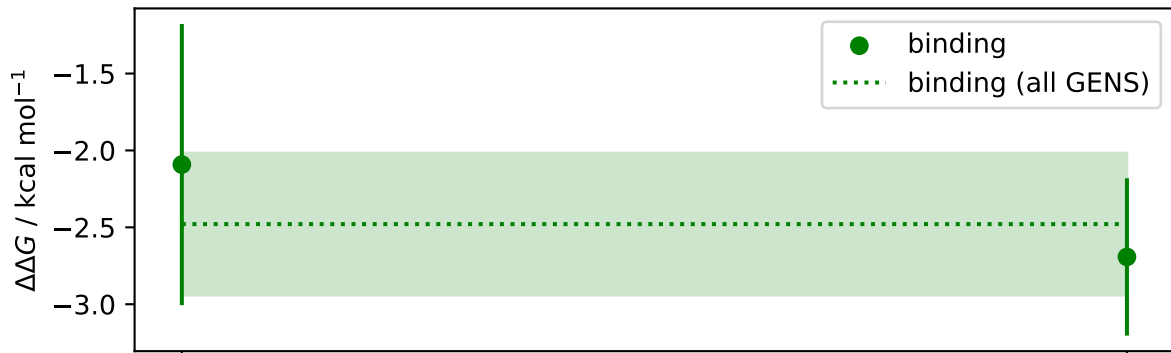 binding
binding (all GENS)
ΔΔG / kcal mol⁻¹
−1.5
−2.0
−2.5
−3.0